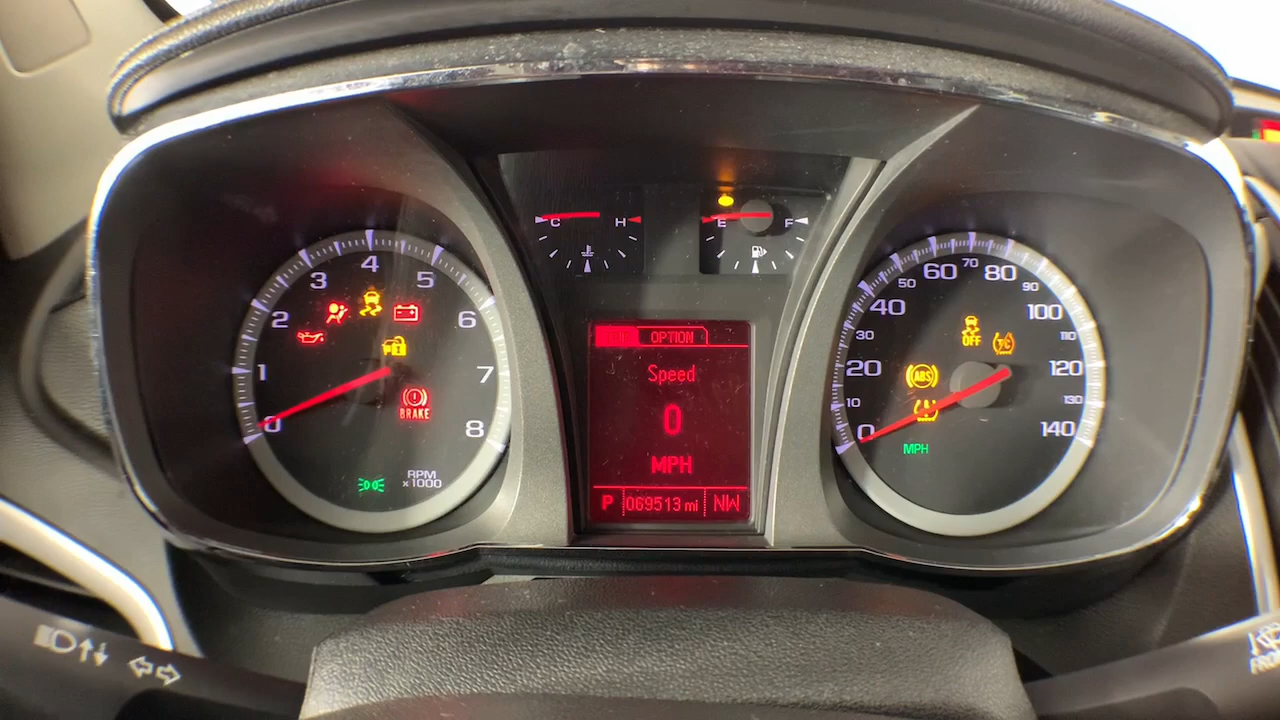 C H
E F
4
3 5
2 6
1 7
0 8
BRAKE
RPM
x1000
OPTION
Speed
0
MPH
P 069513 mi NW
70
60 80
50 90
40 100
30 110
20 120
10 130
0 140
OFF
T/C
ABS
MPH
FRON